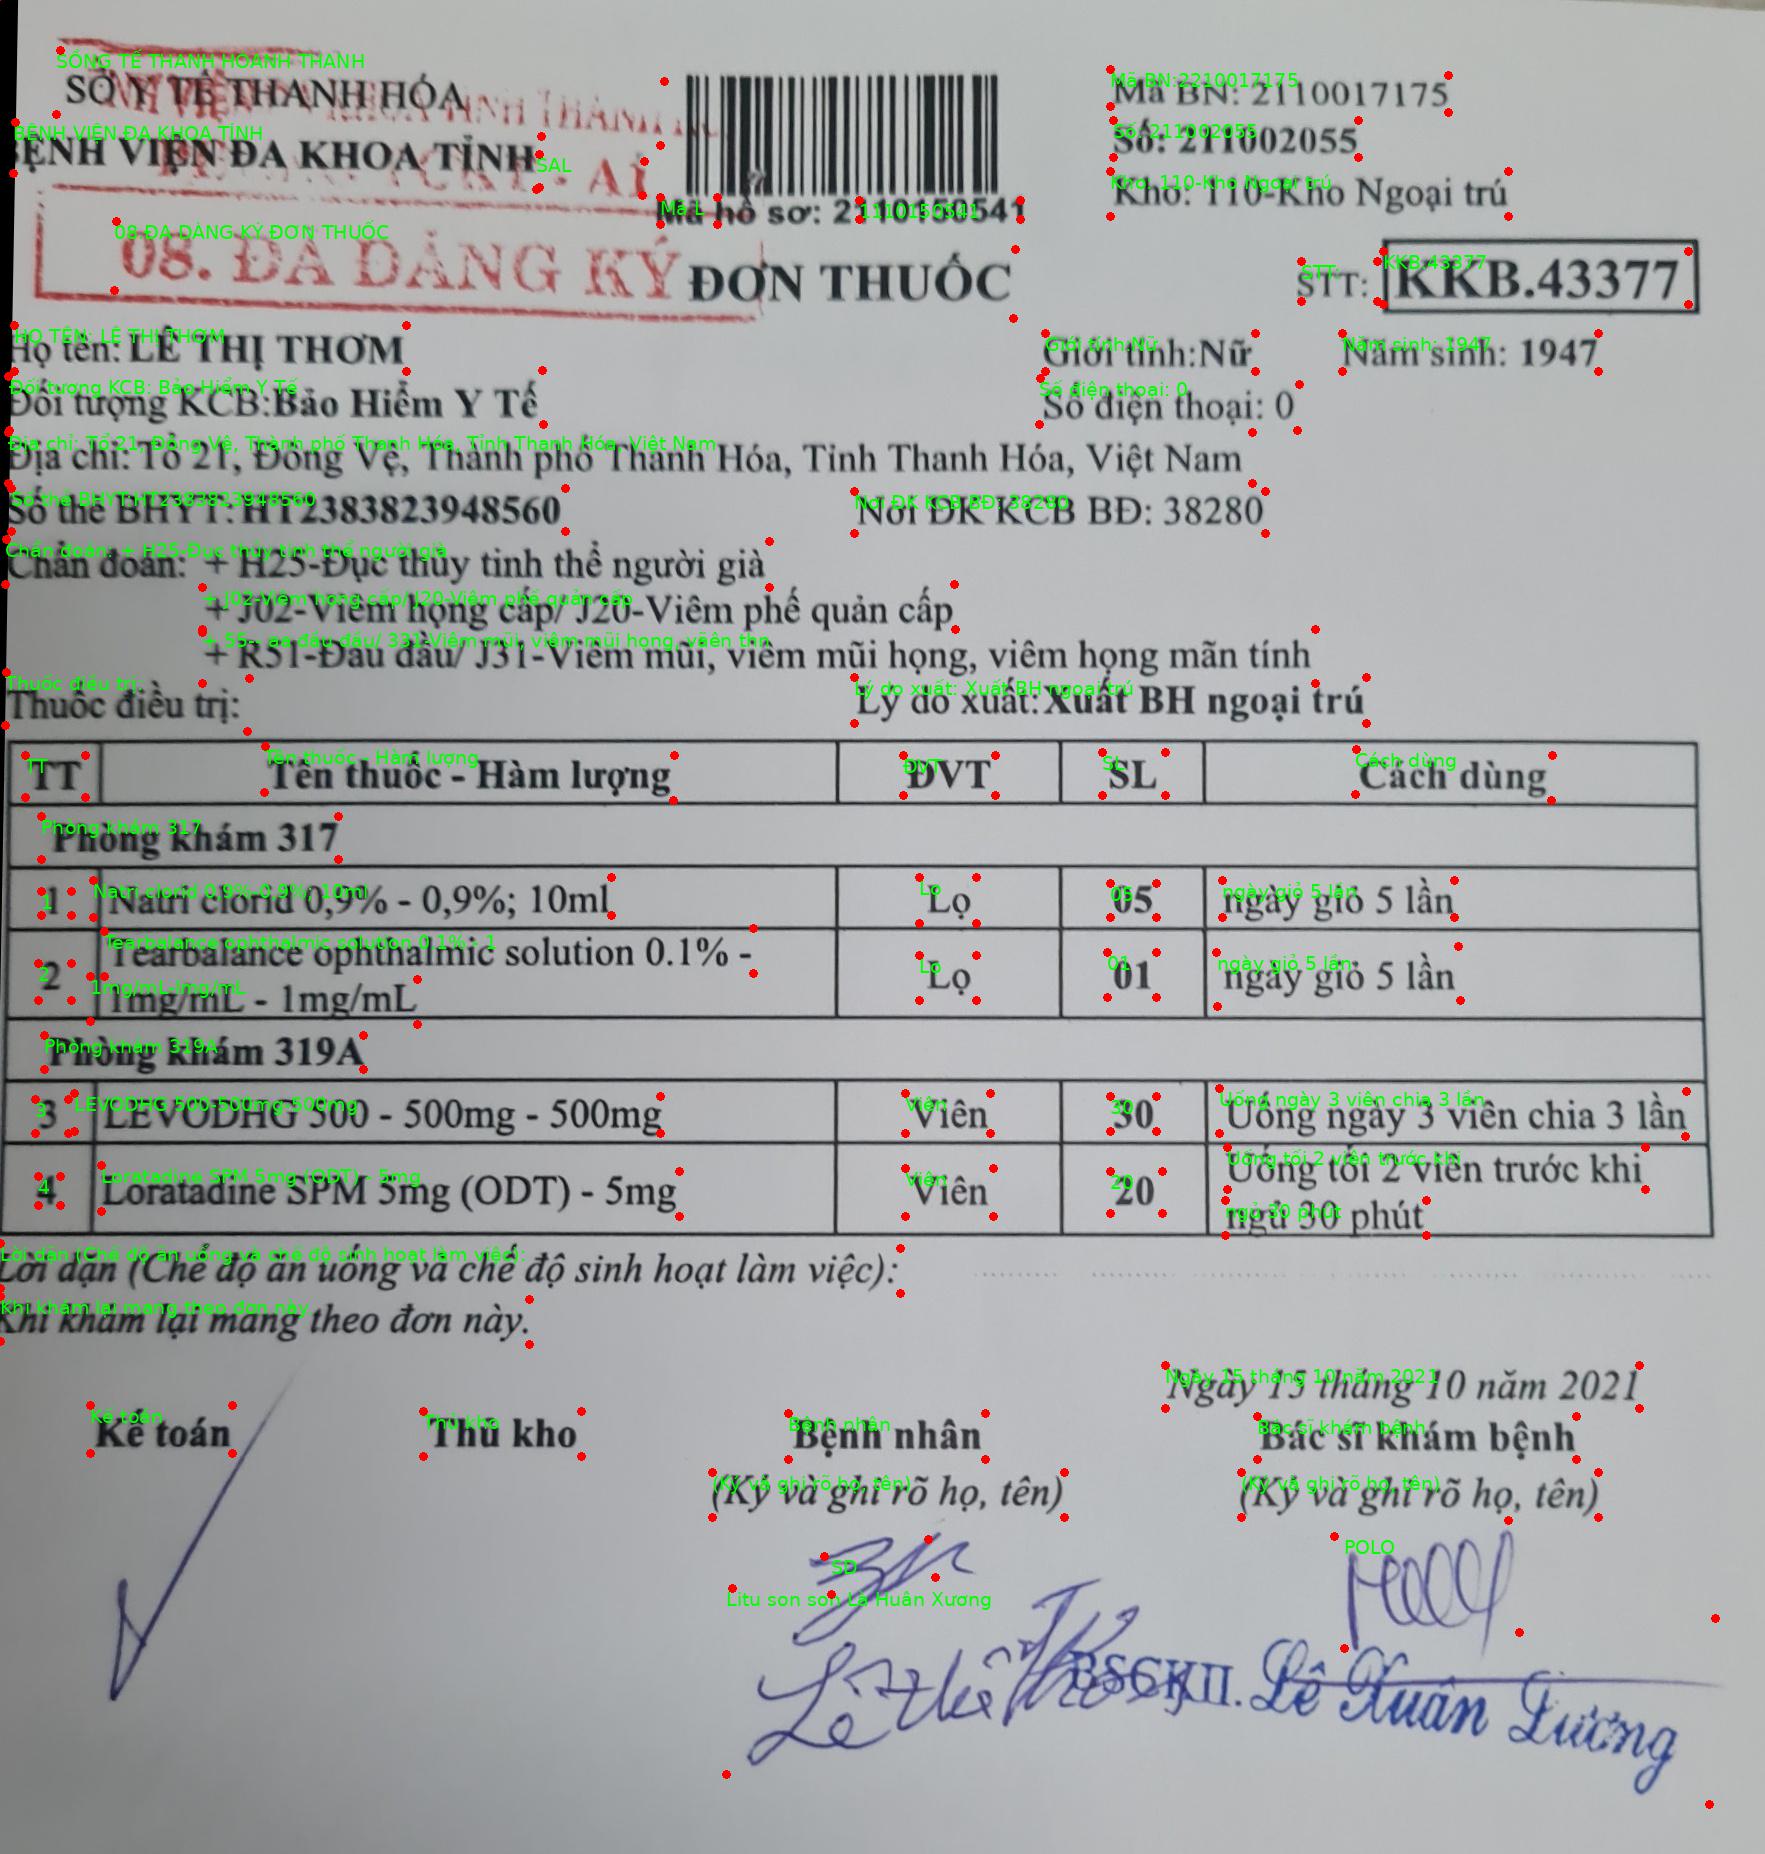 SỞ Y TẾ THANH HÓA
BỆNH VIỆN ĐA KHOA TỈNH
Mã hồ sơ: 2110150541
Mã BN: 2110017175
Số: 211002055
Kho: 110-Kho Ngoại trú
08. ĐA DẢNG KÝ
ĐƠN THUỐC
STT: KKB.43377
Họ tên: LÊ THỊ THƠM Giới tính: Nữ Năm sinh: 1947
Đối tượng KCB: Bảo Hiểm Y Tế Số điện thoại: 0
Địa chỉ: Tổ 21, Đông Vệ, Thành phố Thanh Hóa, Tỉnh Thanh Hóa, Việt Nam
Số thẻ BHYT: HT2383823948560 Nơi ĐK KCB BĐ: 38280
Chẩn đoán: + H25-Đục thủy tinh thể người già
+ J02-Viêm họng cấp/ J20-Viêm phế quản cấp
+ R51-Đau đầu/ J31-Viêm mũi, viêm mũi họng, viêm họng mãn tính
Thuốc điều trị: Lý do xuất: Xuất BH ngoại trú
TT Tên thuốc - Hàm lượng ĐVT SL Cách dùng
Phòng khám 317
1 Natri clorid 0,9% - 0,9%; 10ml Lọ 05 ngày giỏ 5 lần
2 Tearbalance ophthalmic solution 0.1% - 1mg/mL - 1mg/mL Lọ 01 ngày giỏ 5 lần
Phòng khám 319A
3 LEVODHG 500 - 500mg - 500mg Viên 30 Uống ngày 3 viên chia 3 lần
4 Loratadine SPM 5mg (ODT) - 5mg Viên 20 Uống tối 2 viên trước khi ngủ 30 phút
Lời dặn (Chế độ ăn uống và chế độ sinh hoạt làm việc):
Khi khám lại mang theo đơn này.
Ngày 15 tháng 10 năm 2021
Kế toán Thủ kho Bệnh nhân Bác sĩ khám bệnh
(Ký và ghi rõ họ, tên) (Ký và ghi rõ họ, tên)
BSCKII. Lê Xuân Dương